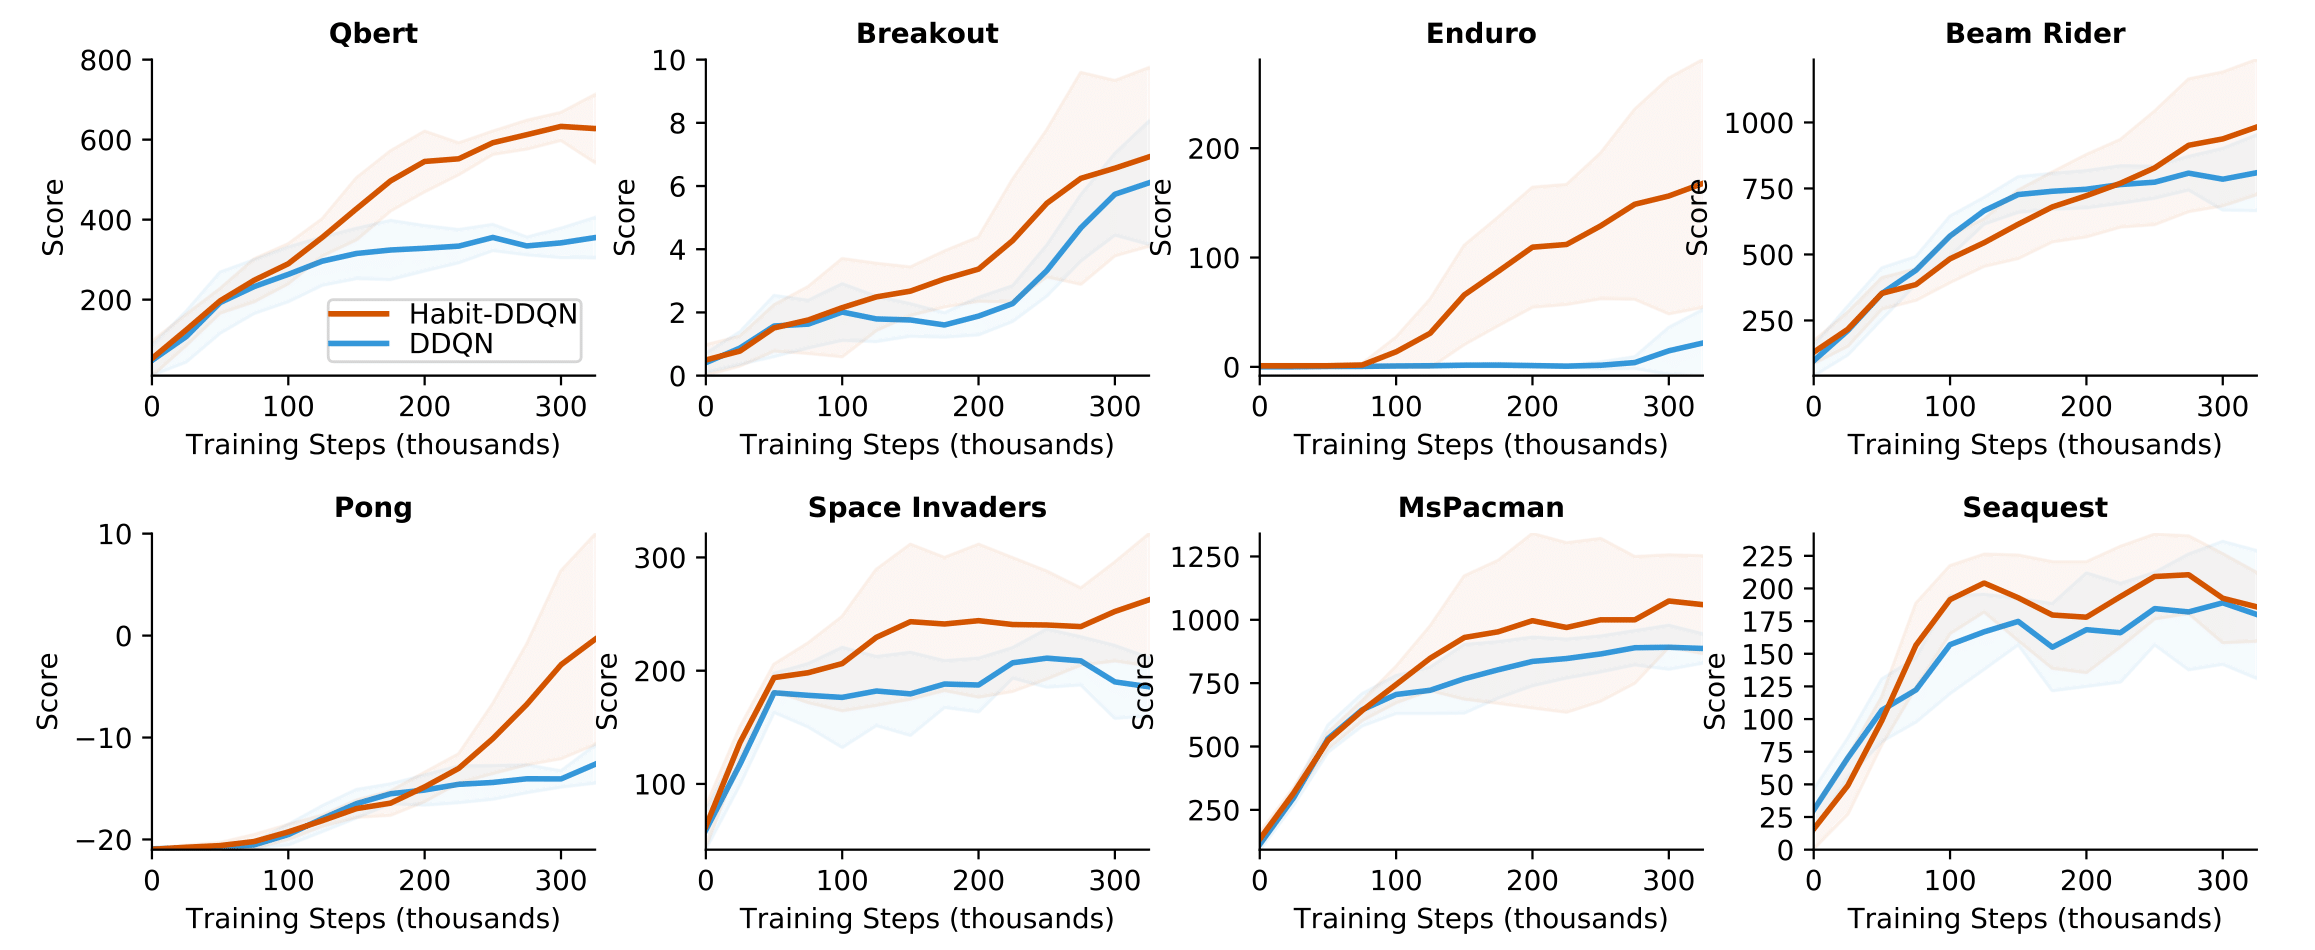 Qbert
800
600
400
200
Score
Habit-DDQN
DDQN
0 100 200 300
Training Steps (thousands)
Breakout
10
8
6
4
2
0
Score
0 100 200 300
Training Steps (thousands)
Enduro
200
100
0
Score
0 100 200 300
Training Steps (thousands)
Beam Rider
1000
750
500
250
Score
0 100 200 300
Training Steps (thousands)
Pong
10
0
−10
−20
Score
0 100 200 300
Training Steps (thousands)
Space Invaders
300
200
100
Score
0 100 200 300
Training Steps (thousands)
MsPacman
1250
1000
750
500
250
Score
0 100 200 300
Training Steps (thousands)
Seaquest
225
200
175
150
125
100
75
50
25
0
Score
0 100 200 300
Training Steps (thousands)